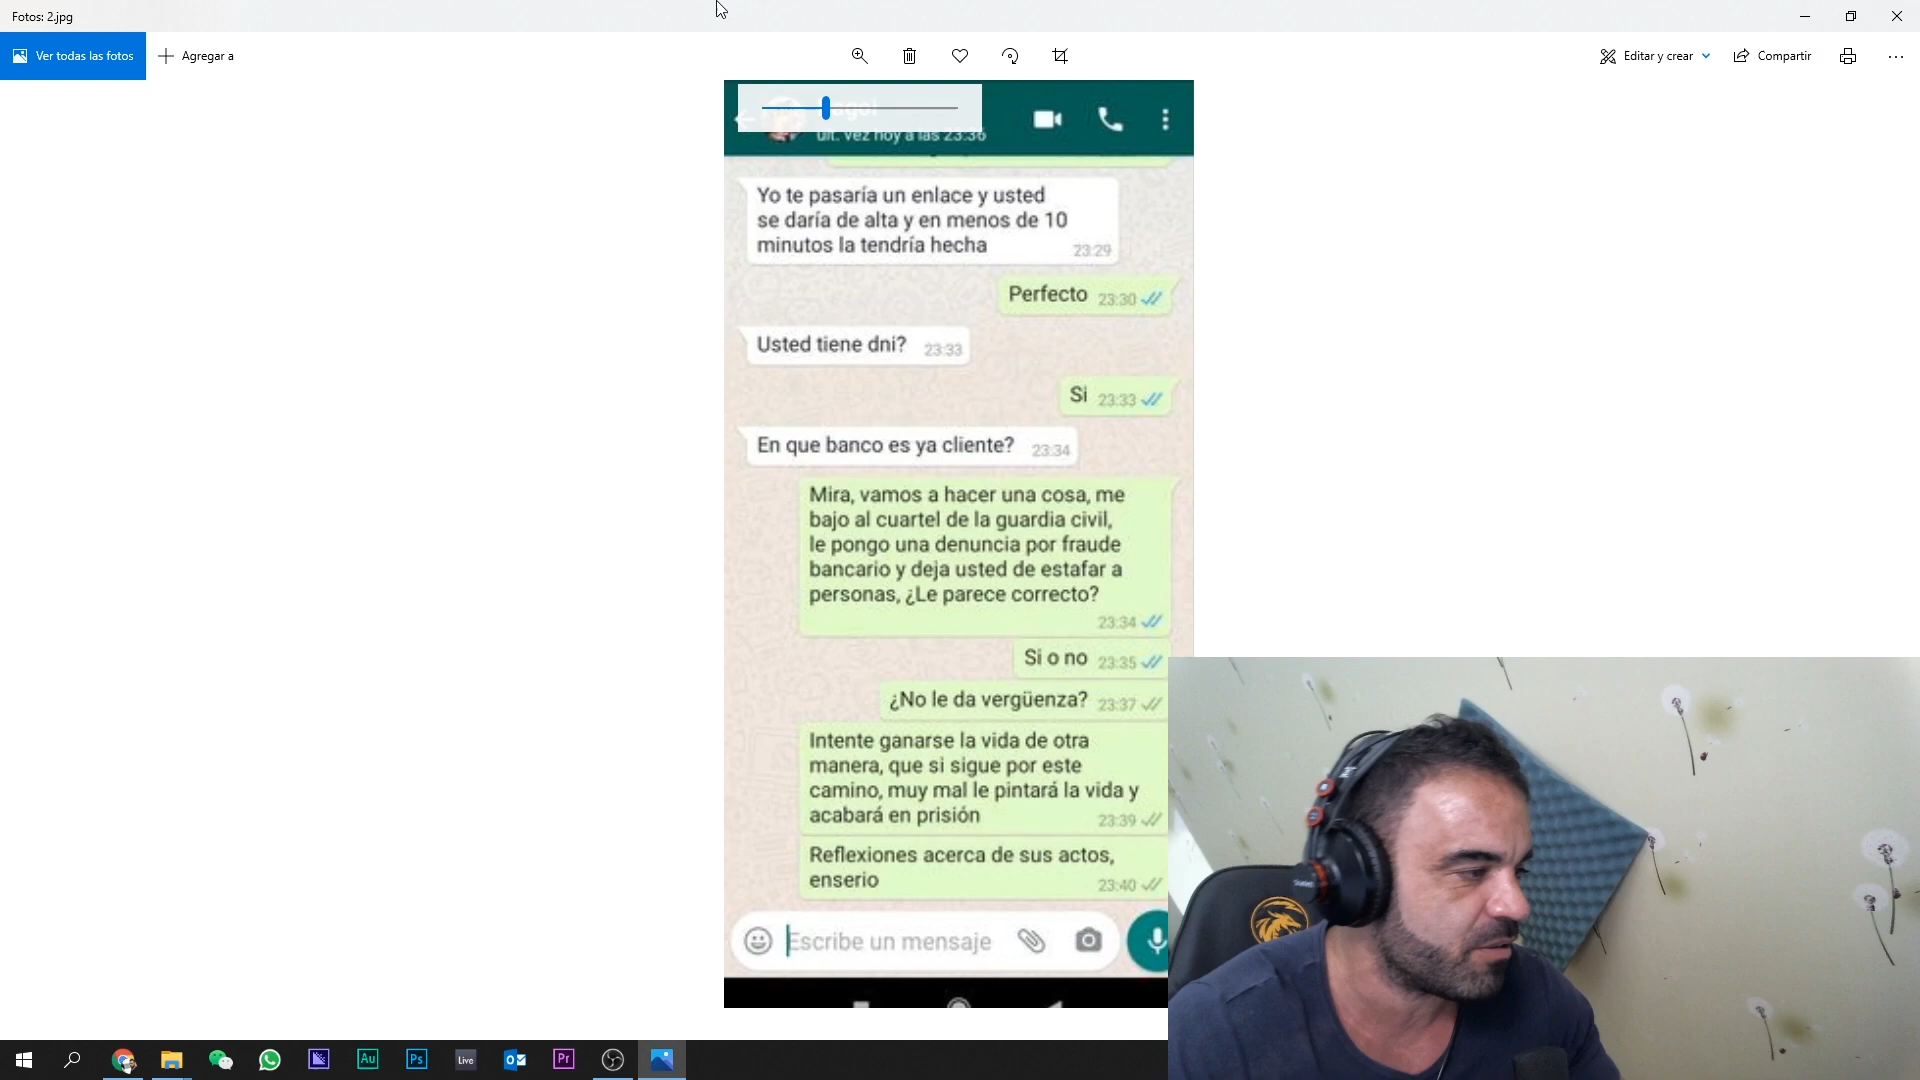 Fotos: 2.jpg
Ver todas las fotos
Agregar a
Editar y crear
Compartir
ult. vez hoy a las 23:36
Yo te pasaría un enlace y usted
se daría de alta y en menos de 10
minutos la tendría hecha
23:29
Perfecto 23:30
Usted tiene dni? 23:33
Si 23:33
En que banco es ya cliente? 23:34
Mira, vamos a hacer una cosa, me
bajo al cuartel de la guardia civil,
le pongo una denuncia por fraude
bancario y deja usted de estafar a
personas, ¿Le parece correcto?
23:34
Si o no 23:35
¿No le da vergüenza? 23:37
Intente ganarse la vida de otra
manera, que si sigue por este
camino, muy mal le pintará la vida y
acabará en prisión 23:39
Reflexiones acerca de sus actos,
enserio 23:40
Escribe un mensaje
Au
Ps
Live
Pr